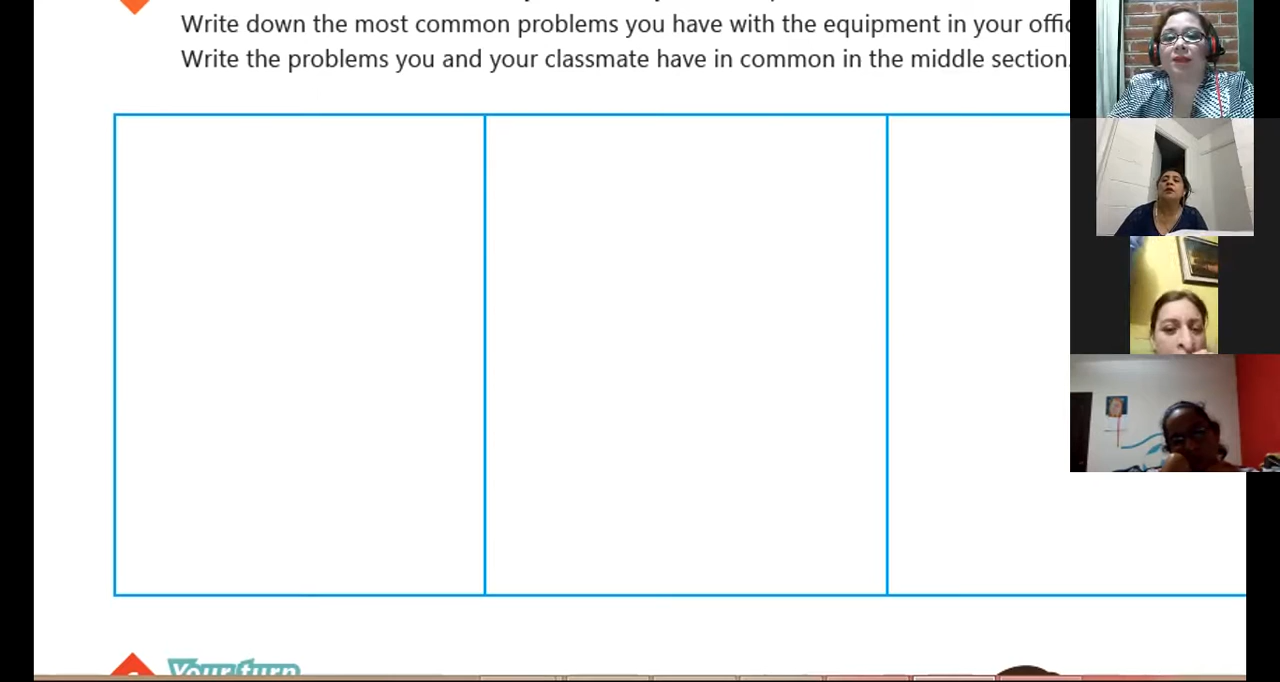 Write down the most common problems you have with the equipment in your
Write the problems you and your classmate have in common in the middle section.
Your turn